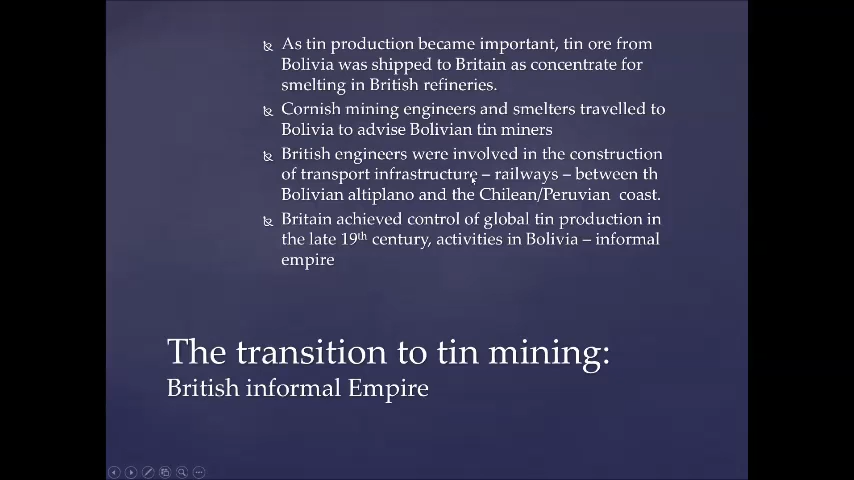 As tin production became important, tin ore from
Bolivia was shipped to Britain as concentrate for
smelting in British refineries.
Cornish mining engineers and smelters travelled to
Bolivia to advise Bolivian tin miners
British engineers were involved in the construction
of transport infrastructure – railways – between th
Bolivian altiplano and the Chilean/Peruvian coast.
Britain achieved control of global tin production in
the late 19th century, activities in Bolivia – informal
empire
The transition to tin mining:
British informal Empire